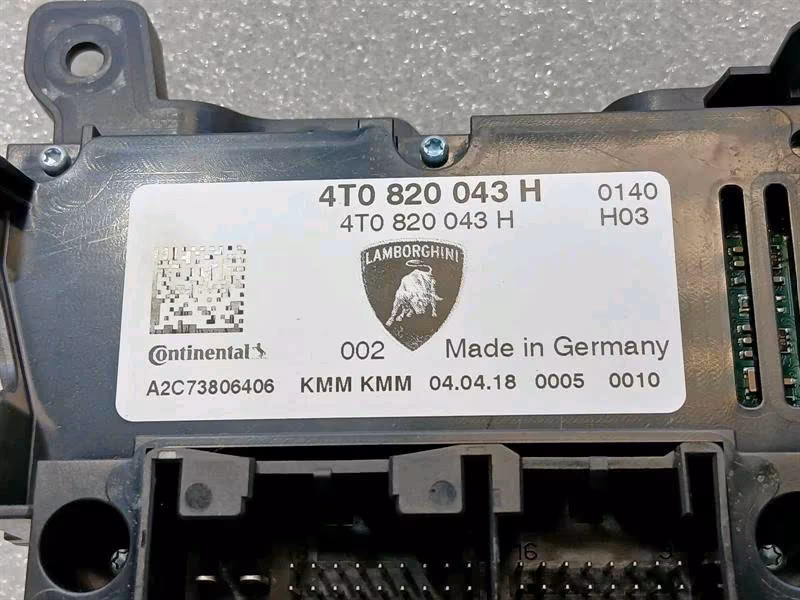 4T0 820 043 H 0140
4T0 820 043 H H03
LAMBORGHINI
Continental 002 Made in Germany
A2C73806406 KMM KMM 04.04.18 0005 0010
16 9